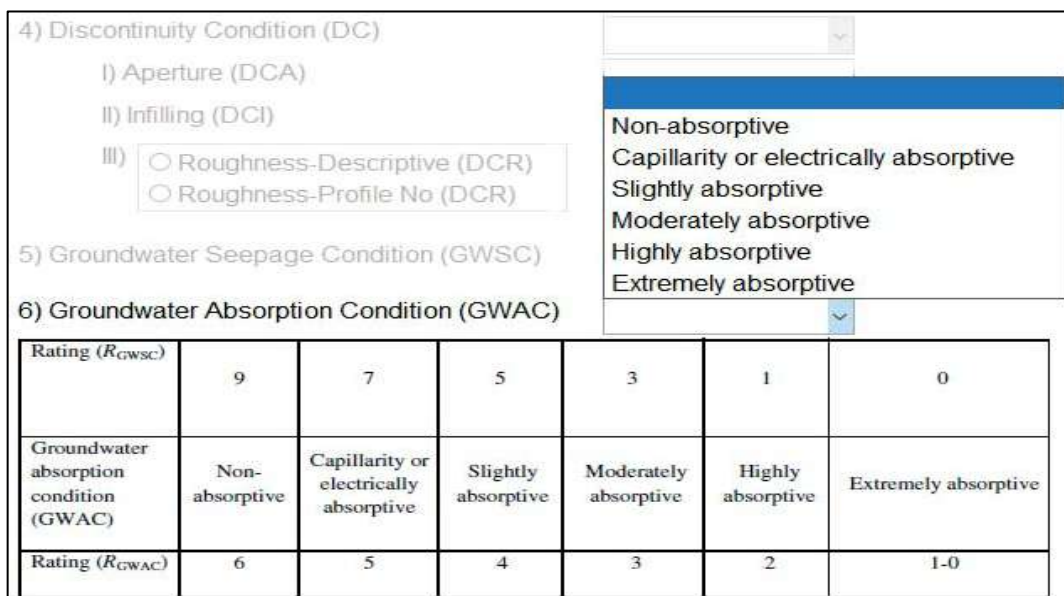 4) Discontinuity Condition (DC)
I) Aperture (DCA)
II) Infilling (DCI)
III)
Roughness-Descriptive (DCR)
Roughness-Profile No (DCR)
5) Groundwater Seepage Condition (GWSC)
Non-absorptive
Capillarity or electrically absorptive
Slightly absorptive
Moderately absorptive
Highly absorptive
Extremely absorptive
6) Groundwater Absorption Condition (GWAC)
Rating (RGWSC) 9 7 5 3 1 0
Groundwater
absorption
condition
(GWAC)
Non-
absorptive
Capillarity or
electrically
absorptive
Slightly
absorptive
Moderately
absorptive
Highly
absorptive
Extremely absorptive
Rating (RGWAC) 6 5 4 3 2 1-0